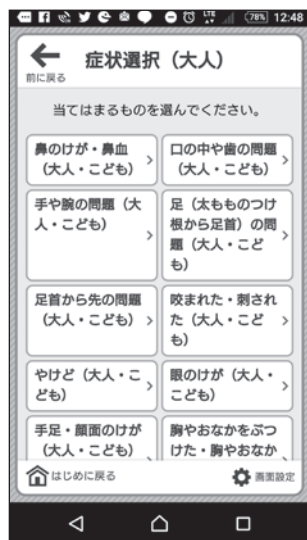 LTE
78% 12:48
症状選択（大人）
前に戻る
当てはまるものを選んでください。
鼻のけが・鼻血
（大人・こども）
口の中や歯の問題
（大人・こども）
手や腕の問題（大
人・こども）
足（太もものつけ
根から足首）の問
題（大人・こど
も）
足首から先の問題
（大人・こども）
咬まれた・刺され
た（大人・こど
も）
やけど（大人・こ
ども）
眼のけが（大人・
こども）
手足・顔面のけが
（大人・こども）
胸やおなかをぶつ
けた・胸やおなか
はじめに戻る
画面設定